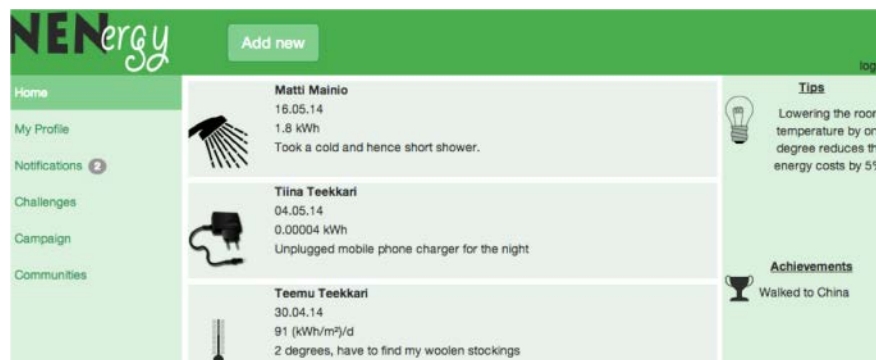 NENergy
Add new
log
Home
My Profile
Notifications 2
Challenges
Campaign
Communities
Matti Mainio
16.05.14
1.8 kWh
Took a cold and hence short shower.
Tiina Teekkari
04.05.14
0.00004 kWh
Unplugged mobile phone charger for the night
Teemu Teekkari
30.04.14
91 (kWh/m²)/d
2 degrees, have to find my woolen stockings
Tips
Lowering the roor
temperature by on
degree reduces th
energy costs by 5%
Achievements
Walked to China